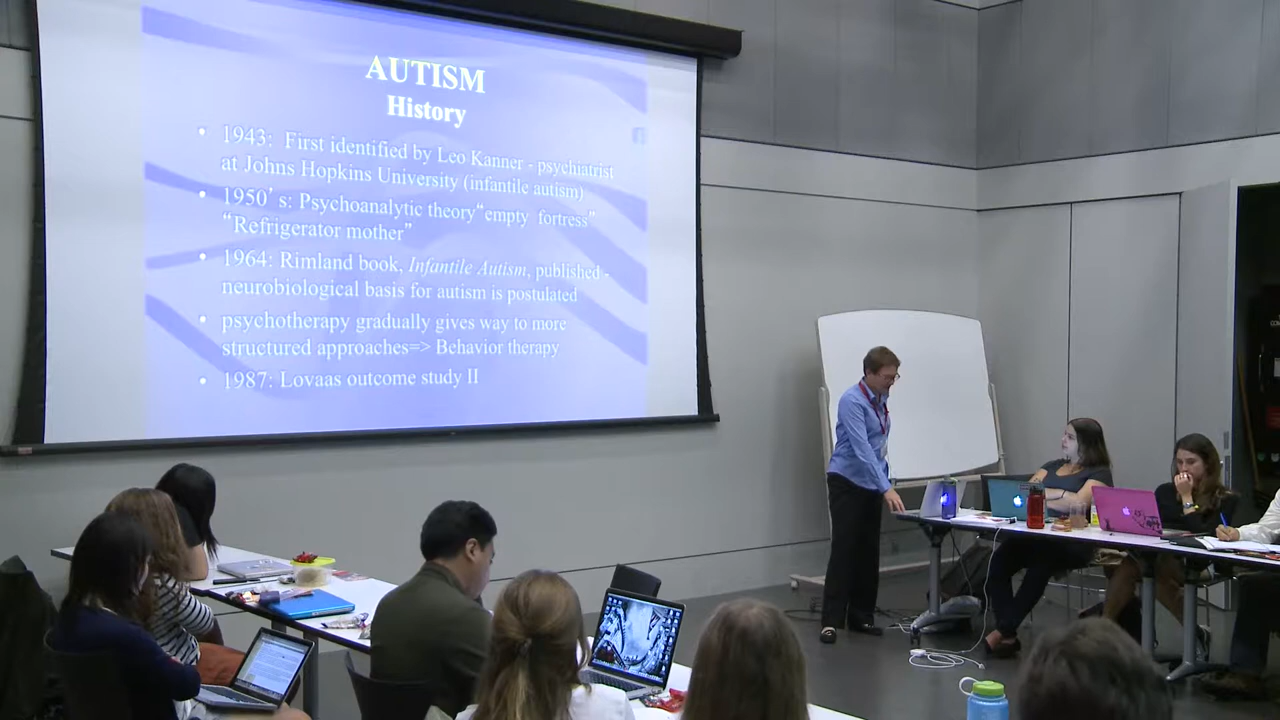 AUTISM
History
• 1943: First identified by Leo Kanner - psychiatrist
at Johns Hopkins University (infantile autism)
• 1950's: Psychoanalytic theory“empty fortress”
“Refrigerator mother”
• 1964: Rimland book, Infantile Autism, published -
neurobiological basis for autism is postulated
• psychotherapy gradually gives way to more
structured approaches=> Behavior therapy
• 1987: Lovaas outcome study II